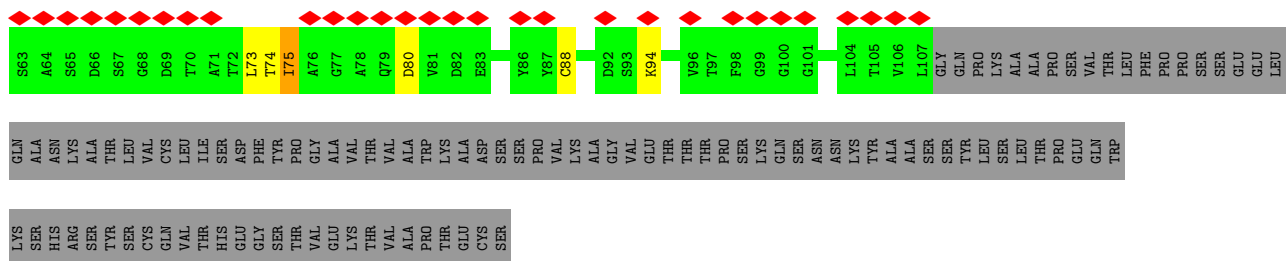 S63 A64 S65 D66 S67 G68 D69 T70 A71 T72 L73 T74 I75 A76 G77 A78 Q79 D80 V81 D82 E83 Y86 Y87 C88 D92 S93 K94 V96 T97 F98 G99 G100 G101 L104 T105 V106 L107 GLY GLN PRO LYS ALA ALA PRO SER VAL THR LEU PHE PRO PRO SER SER GLU GLU LEU
GLN ALA ASN LYS ALA THR LEU VAL CYS LEU ILE SER ASP PHE TYR PRO GLY ALA VAL THR VAL ALA TRP LYS ALA ASP SER SER PRO VAL LYS ALA GLY VAL GLU THR THR THR PRO SER LYS GLN SER ASN ASN LYS TYR ALA ALA SER SER TYR LEU SER LEU THR PRO GLU GLN TRP
LYS SER HIS ARG SER TYR SER CYS GLN VAL THR HIS GLU GLY SER THR VAL GLU LYS THR VAL ALA PRO THR GLU CYS SER